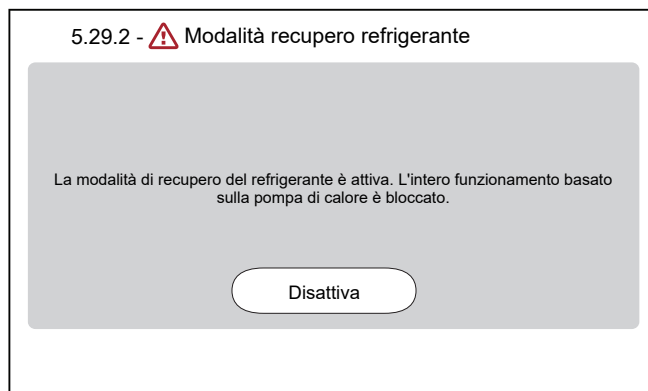 5.29.2 - Modalità recupero refrigerante
La modalità di recupero del refrigerante è attiva. L'intero funzionamento basato
sulla pompa di calore è bloccato.
Disattiva